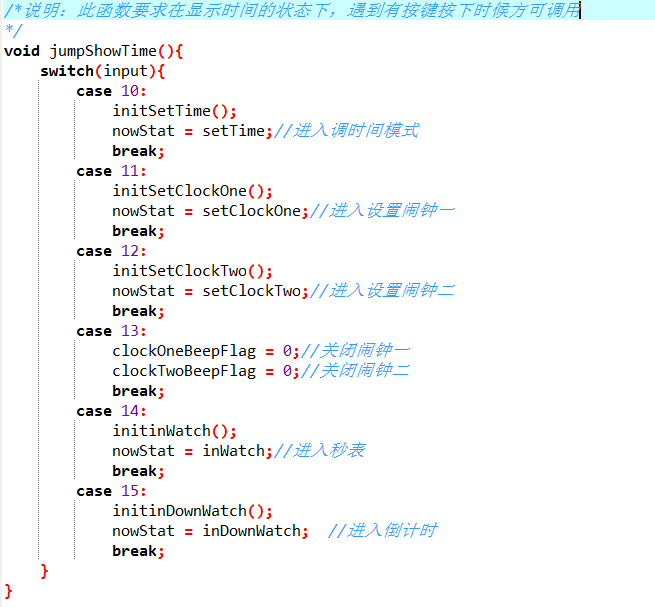 /*说明：此函数要求在显示时间的状态下，遇到有按键按下时候方可调用
*/
void jumpShowTime(){
    switch(input){
        case 10:
            initSetTime();
            nowStat = setTime;//进入调时间模式
            break;
        case 11:
            initSetClockOne();
            nowStat = setClockOne;//进入设置闹钟一
            break;
        case 12:
            initSetClockTwo();
            nowStat = setClockTwo;//进入设置闹钟二
            break;
        case 13:
            clockOneBeepFlag = 0;//关闭闹钟一
            clockTwoBeepFlag = 0;//关闭闹钟二
            break;
        case 14:
            initinWatch();
            nowStat = inWatch;//进入秒表
            break;
        case 15:
            initinDownWatch();
            nowStat = inDownWatch;  //进入倒计时
            break;
    }
}